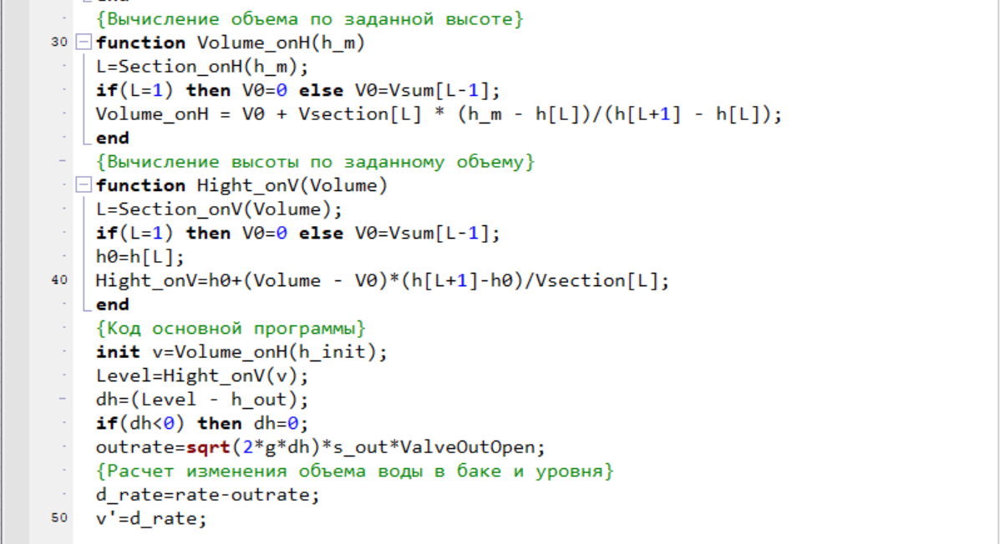 {Вычисление объема по заданной высоте}
30 function Volume_onH(h_m)
L=Section_onH(h_m);
if(L=1) then V0=0 else V0=Vsum[L-1];
Volume_onH = V0 + Vsection[L] * (h_m - h[L])/(h[L+1] - h[L]);
end
{Вычисление высоты по заданному объему}
function Hight_onV(Volume)
L=Section_onV(Volume);
if(L=1) then V0=0 else V0=Vsum[L-1];
h0=h[L];
40 Hight_onV=h0+(Volume - V0)*(h[L+1]-h0)/Vsection[L];
end
{Код основной программы}
init v=Volume_onH(h_init);
Level=Hight_onV(v);
dh=(Level - h_out);
if(dh<0) then dh=0;
outrate=sqrt(2*g*dh)*s_out*ValveOutOpen;
{Расчет изменения объема воды в баке и уровня}
d_rate=rate-outrate;
50 v'=d_rate;